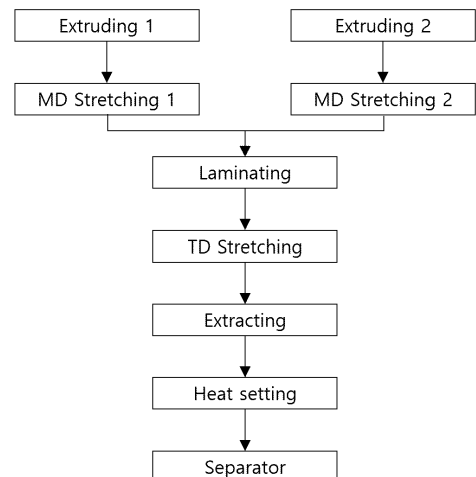 Extruding 1
Extruding 2
MD Stretching 1
MD Stretching 2
Laminating
TD Stretching
Extracting
Heat setting
Separator